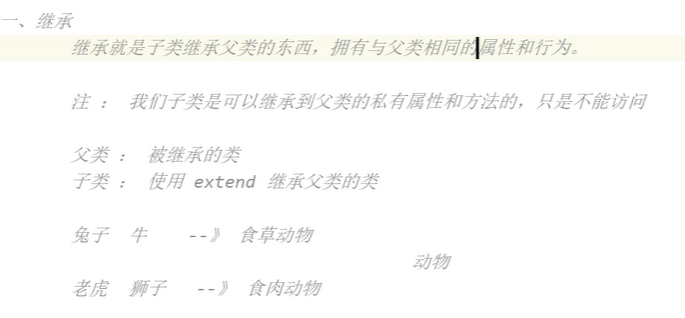 一、继承
继承就是子类继承父类的东西，拥有与父类相同的属性和行为。
注 ： 我们子类是可以继承到父类的私有属性和方法的，只是不能访问
父类 ： 被继承的类
子类 ： 使用 extend 继承父类的类
兔子 牛 --》 食草动物
动物
老虎 狮子 --》 食肉动物